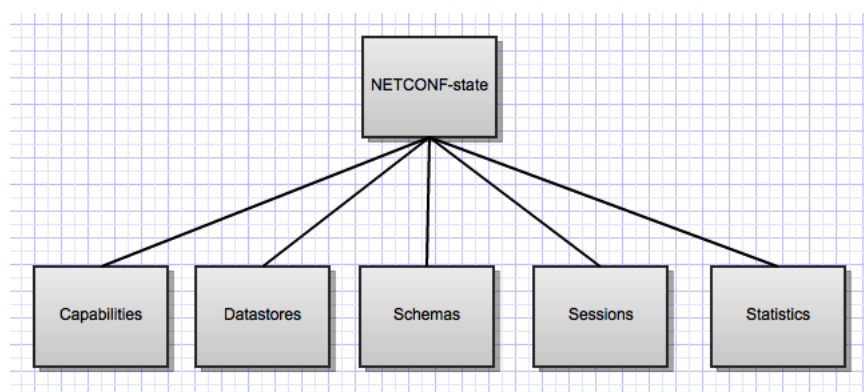 NETCONF-state
Capabilities
Datastores
Schemas
Sessions
Statistics